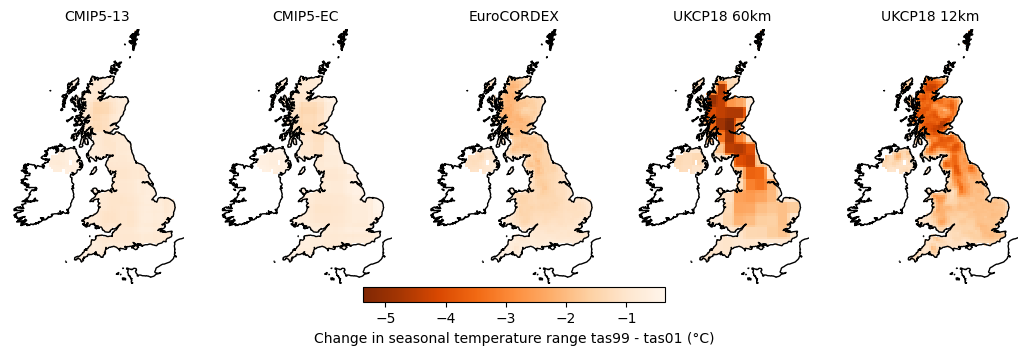 CMIP5-13 CMIP5-EC EuroCORDEX UKCP18 60km UKCP18 12km
−5 −4 −3 −2 −1
Change in seasonal temperature range tas99 - tas01 (°C)